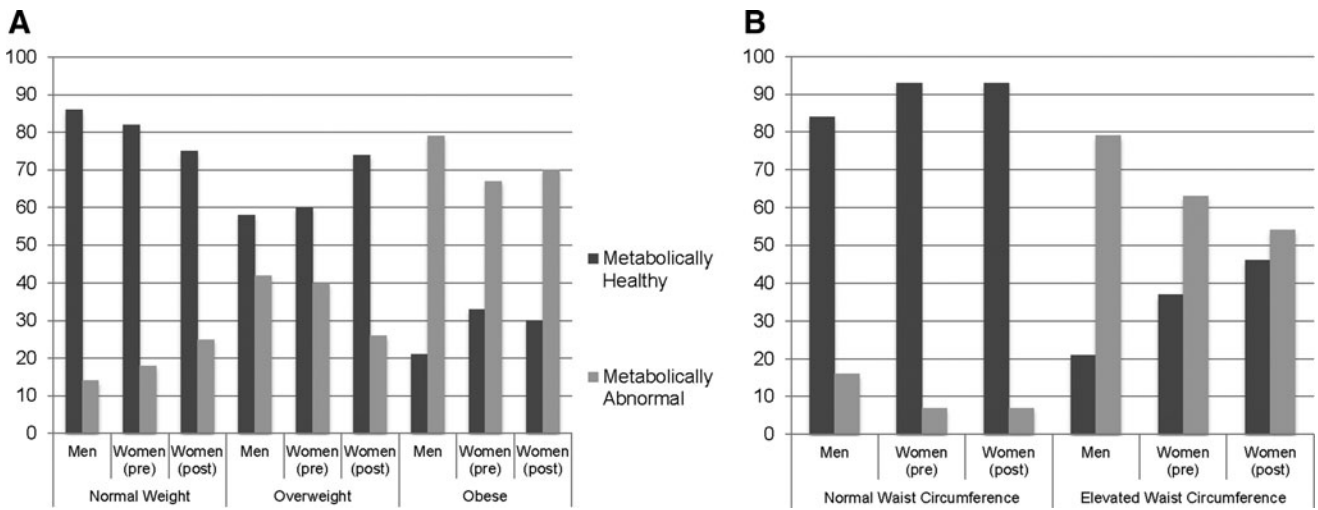 A
100
90
80
70
60
50
40
30
20
10
0
Men
Women
(pre)
Women
(post)
Men
Women
(pre)
Women
(post)
Men
Women
(pre)
Women
(post)
Normal Weight
Overweight
Obese
Metabolically
Healthy
Metabolically
Abnormal
B
100
90
80
70
60
50
40
30
20
10
0
Men
Women
(pre)
Women
(post)
Men
Women
(pre)
Women
(post)
Normal Waist Circumference
Elevated Waist Circumference